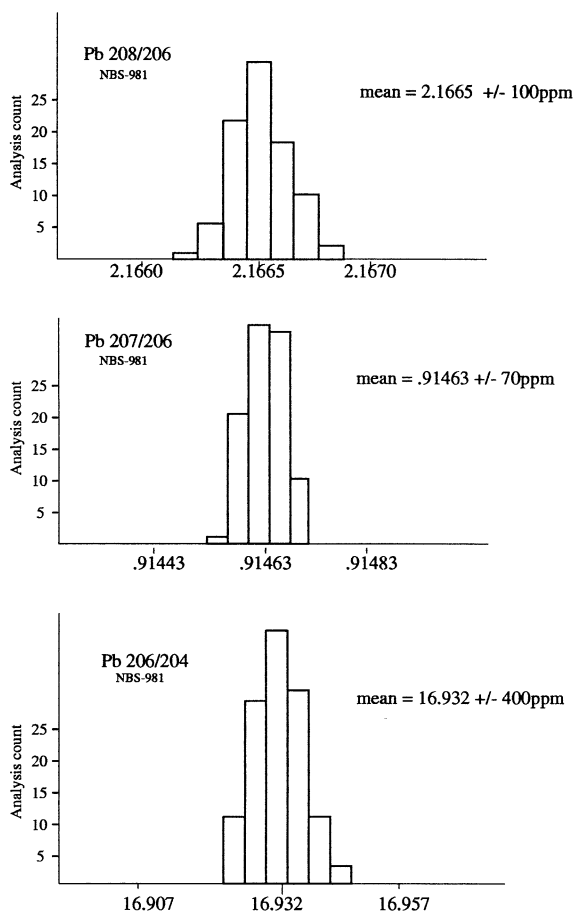 Pb 208/206
NBS-981
mean = 2.1665 +/- 100ppm
Analysis count
25
20
15
10
5
2.1660 2.1665 2.1670
Pb 207/206
NBS-981
mean = .91463 +/- 70ppm
Analysis count
25
20
15
10
5
.91443 .91463 .91483
Pb 206/204
NBS-981
mean = 16.932 +/- 400ppm
Analysis count
25
20
15
10
5
16.907 16.932 16.957